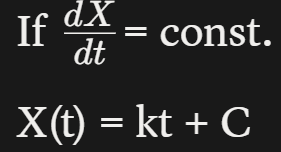 If dX/dt = const.
X(t) = kt + C